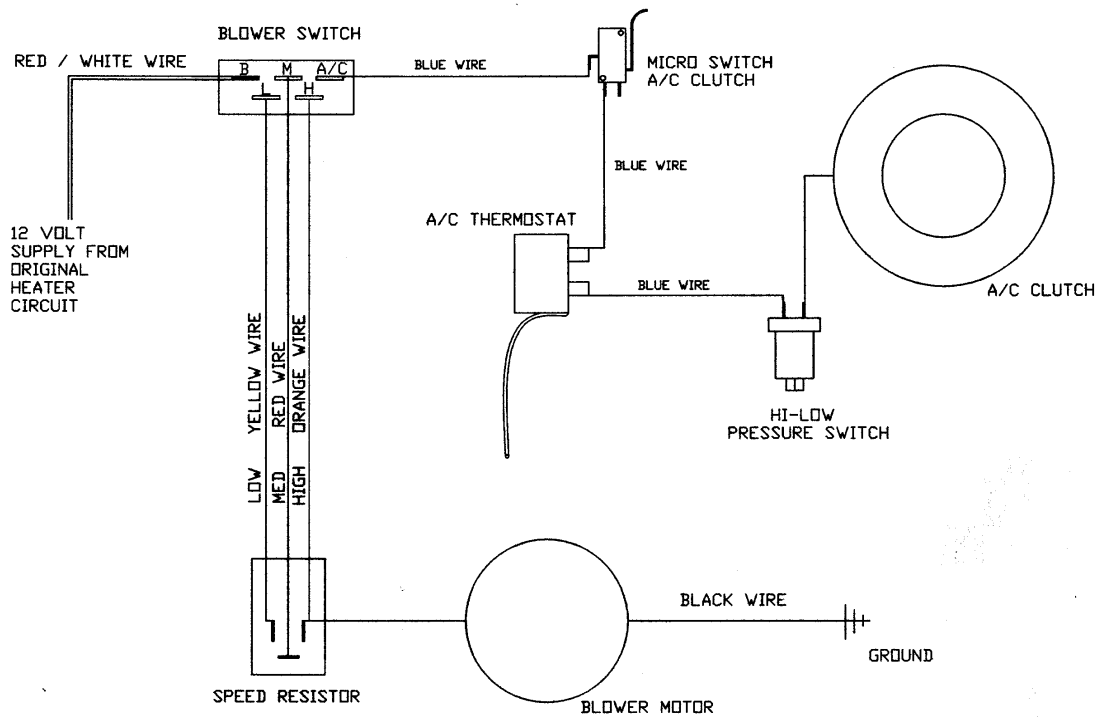 BLOWER SWITCH
RED / WHITE WIRE
B
M
A/C
L
H
BLUE WIRE
MICRO SWITCH
A/C CLUTCH
BLUE WIRE
A/C THERMOSTAT
12 VOLT
SUPPLY FROM
ORIGINAL
HEATER
CIRCUIT
BLUE WIRE
A/C CLUTCH
HI-LOW
PRESSURE SWITCH
LOW YELLOW WIRE
MED RED WIRE
HIGH ORANGE WIRE
BLACK WIRE
GROUND
SPEED RESISTOR
BLOWER MOTOR